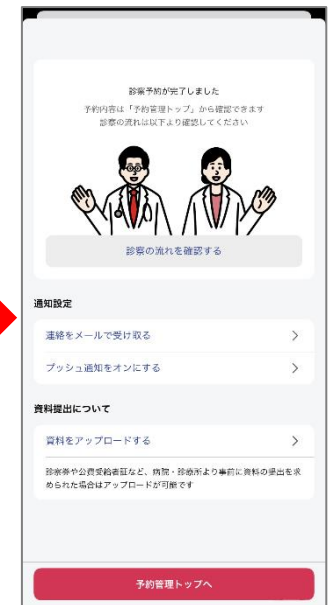 診察予約が完了しました
予約内容は「予約管理トップ」から確認できます
診察の流れは以下より確認してください
診察の流れを確認する
通知設定
連絡をメールで受け取る
プッシュ通知をオンにする
資料提出について
資料をアップロードする
診察券や公費受給者証など、病院・診療所より事前に資料の提出を求
められた場合はアップロードが可能です
予約管理トップへ